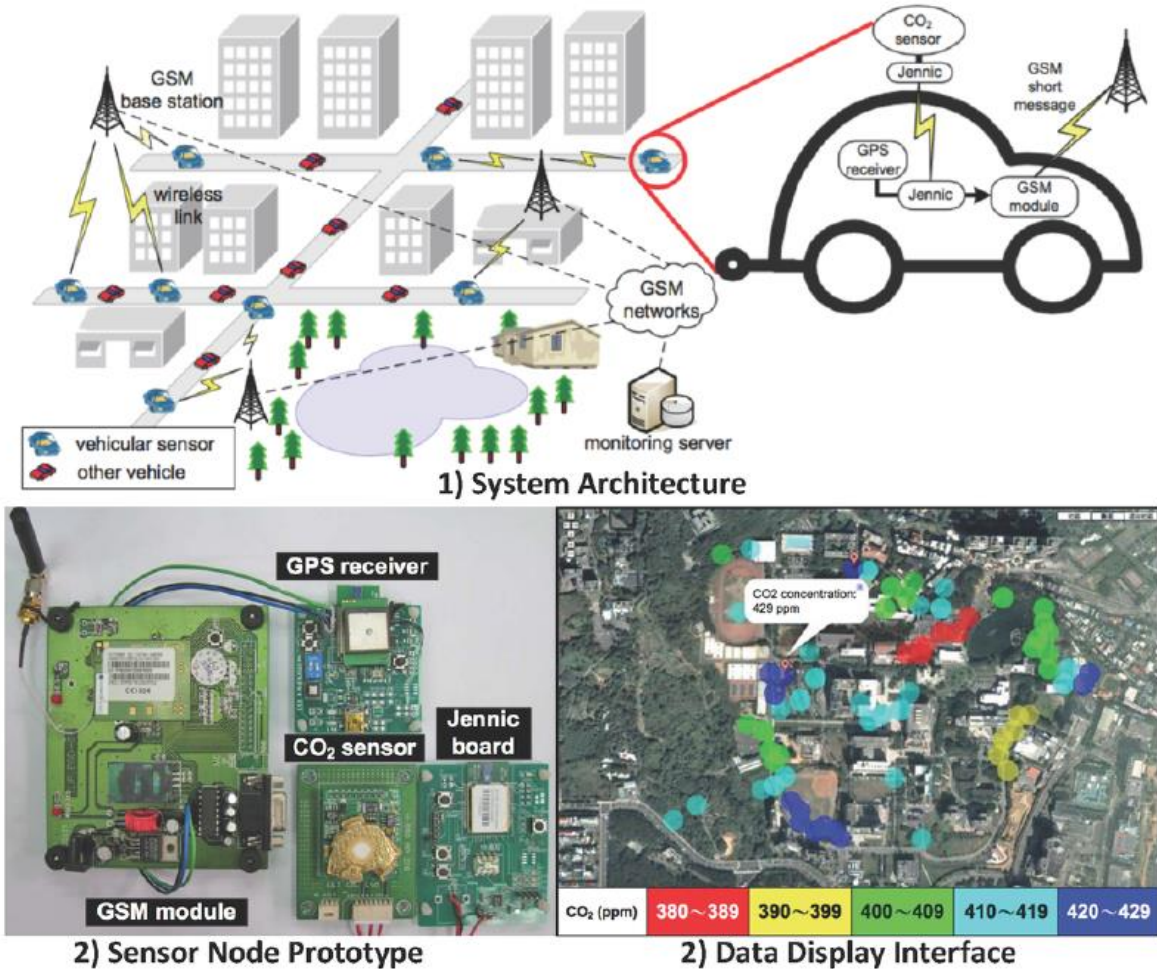 GSM
base station
wireless
link
GSM
networks
monitoring server
vehicular sensor
other vehicle
CO₂
sensor
Jennic
GSM
short
message
GPS
receiver
Jennic
GSM
module
1) System Architecture
GPS receiver
CO₂ sensor
Jennic
board
GSM module
2) Sensor Node Prototype
CO2 concentration:
429 ppm
CO₂ (ppm) 380~389 390~399 400~409 410~419 420~429
2) Data Display Interface